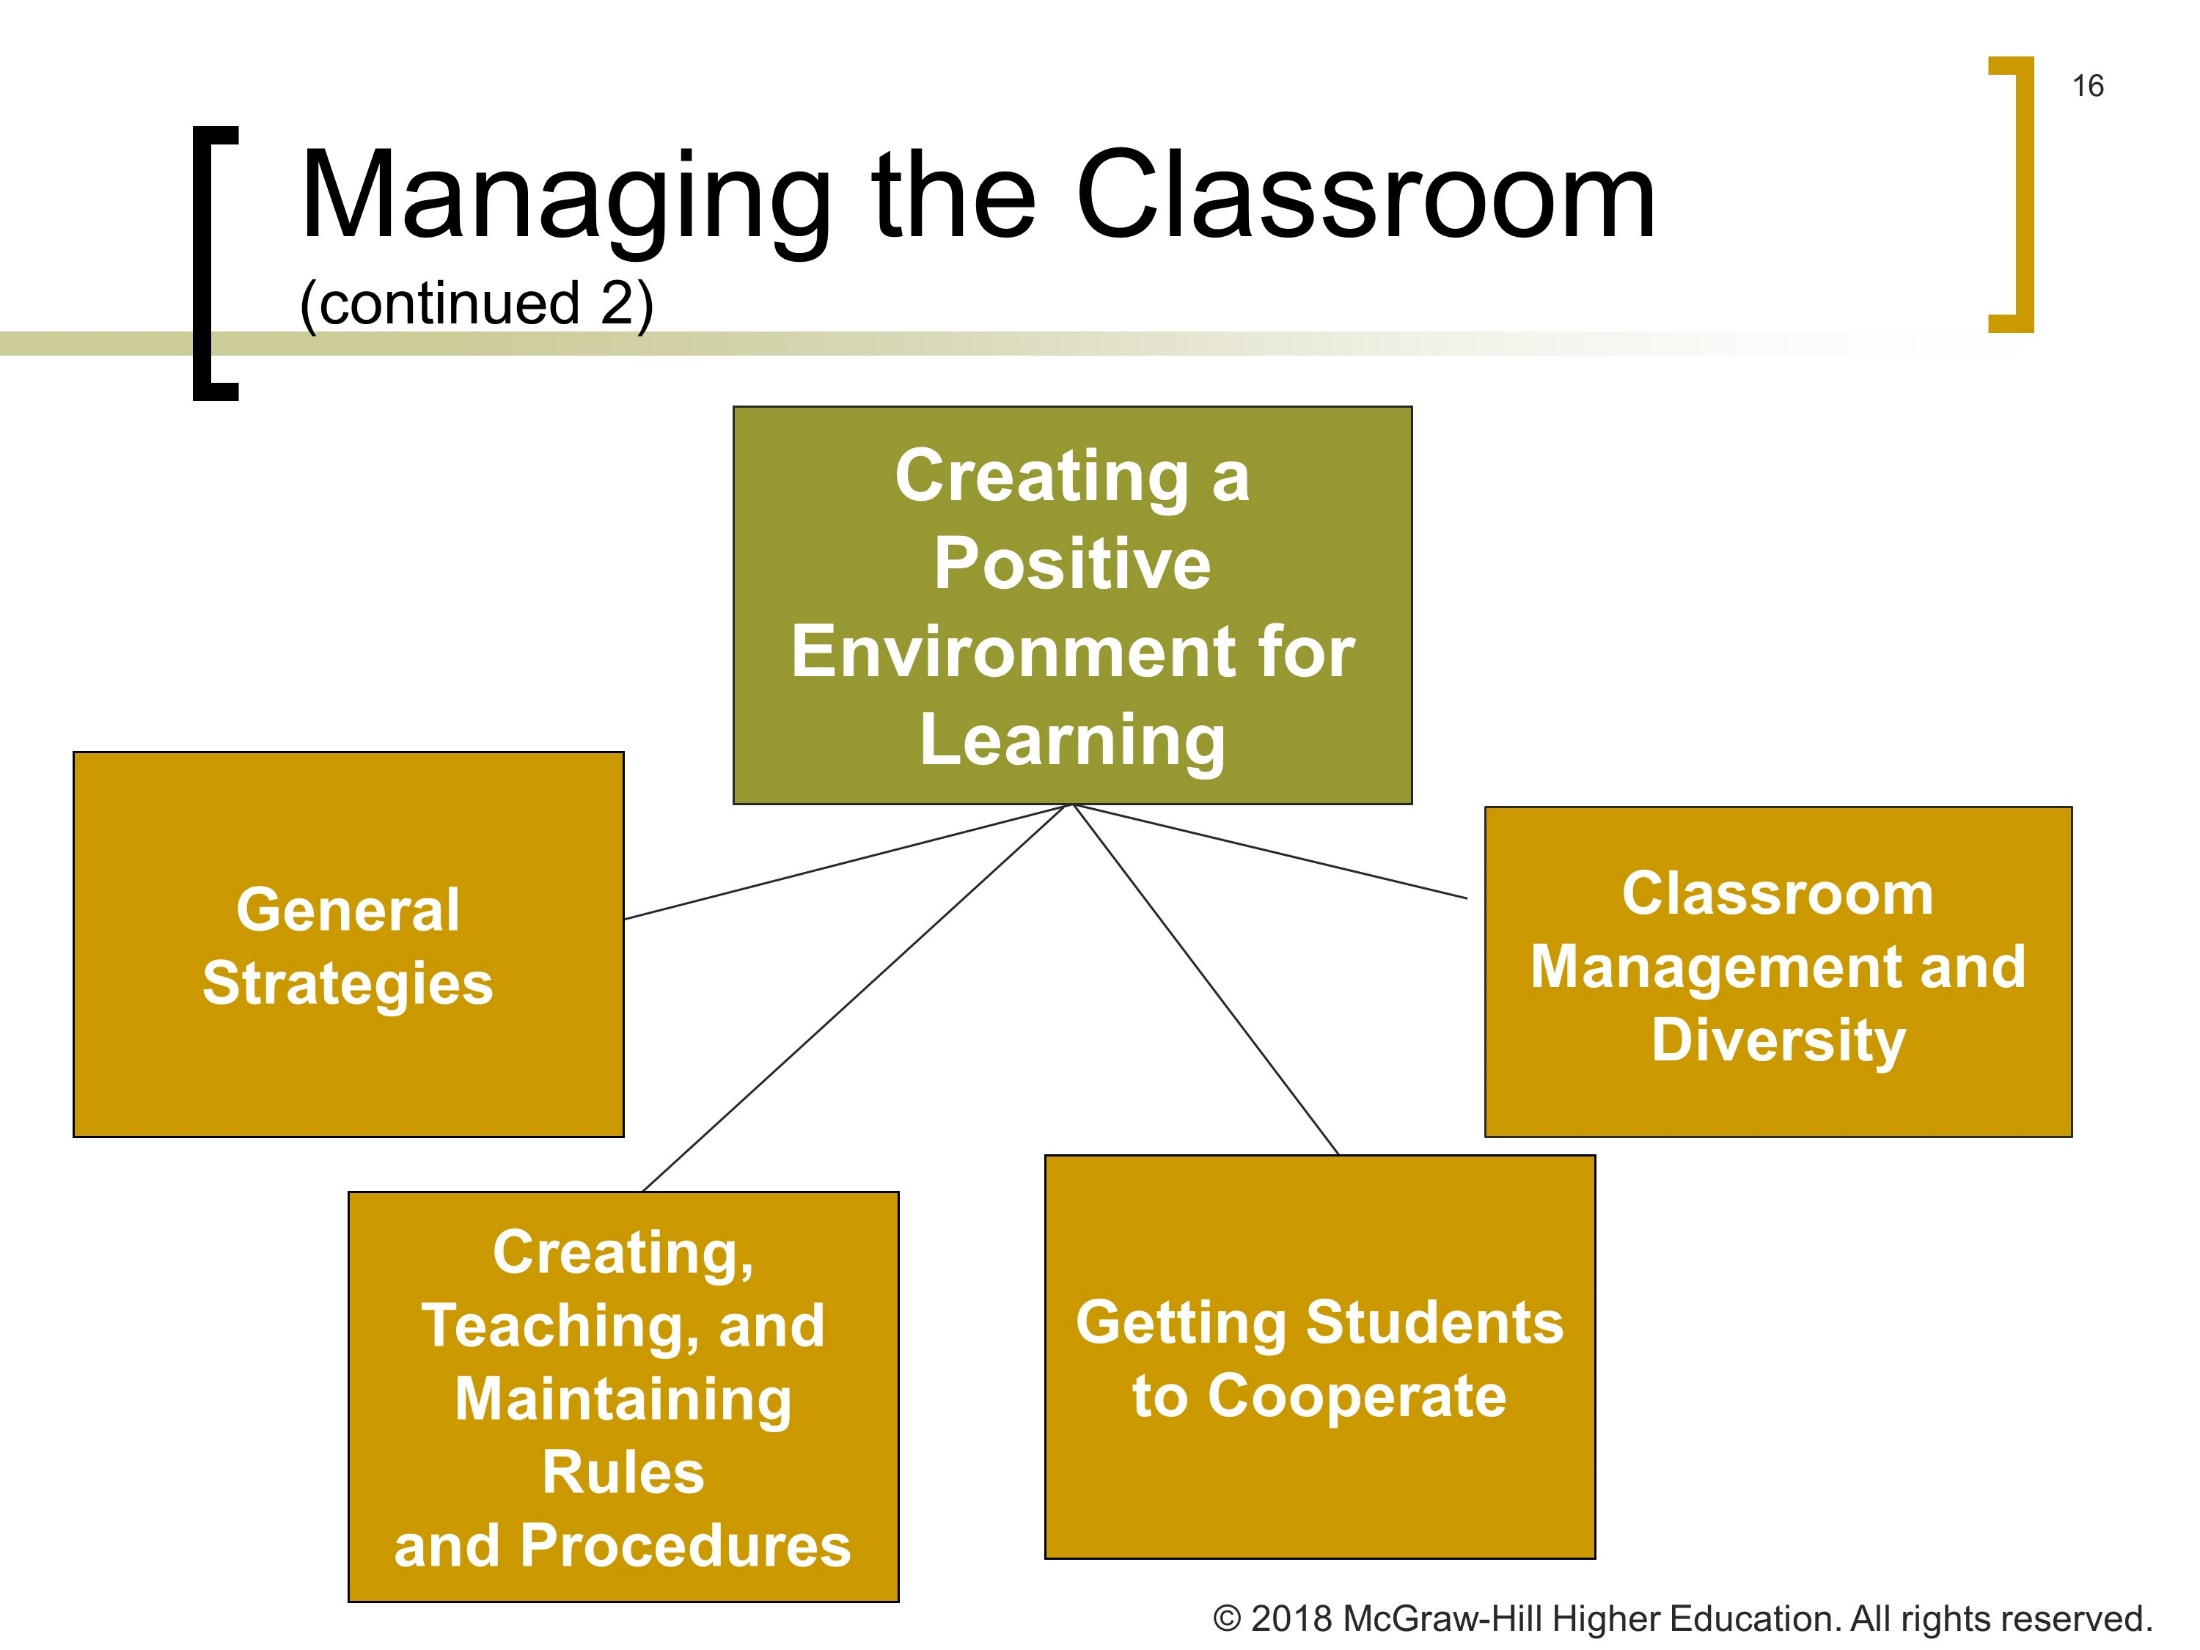 16
Managing the Classroom
(continued 2)
Creating a
Positive
Environment for
Learning
General
Strategies
Classroom
Management and
Diversity
Creating,
Teaching, and
Maintaining
Rules
and Procedures
Getting Students
to Cooperate
© 2018 McGraw-Hill Higher Education. All rights reserved.